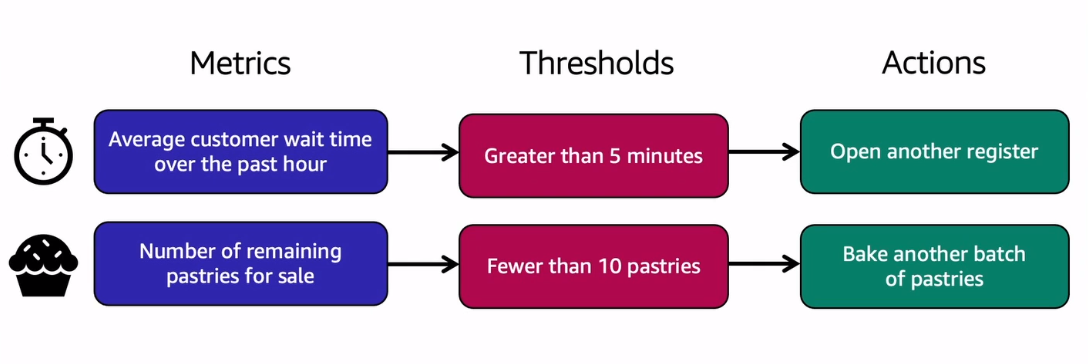 Metrics
Thresholds
Actions
Average customer wait time
over the past hour
Greater than 5 minutes
Open another register
Number of remaining
pastries for sale
Fewer than 10 pastries
Bake another batch
of pastries